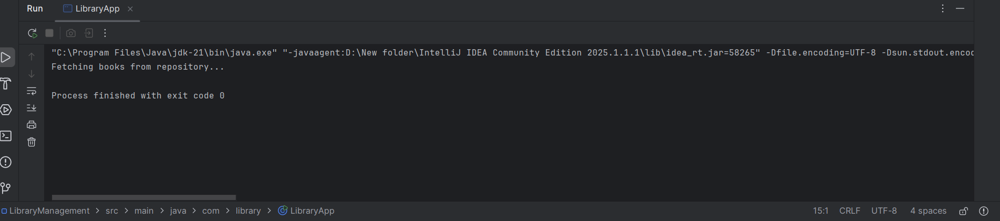 Run LibraryApp
"C:\Program Files\Java\jdk-21\bin\java.exe" "-javaagent:D:\New folder\IntelliJ IDEA Community Edition 2025.1.1.1\lib\idea_rt.jar=58265" -Dfile.encoding=UTF-8 -Dsun.stdout.encod
Fetching books from repository...
Process finished with exit code 0
LibraryManagement > src > main > java > com > library > LibraryApp 15:1 CRLF UTF-8 4 spaces